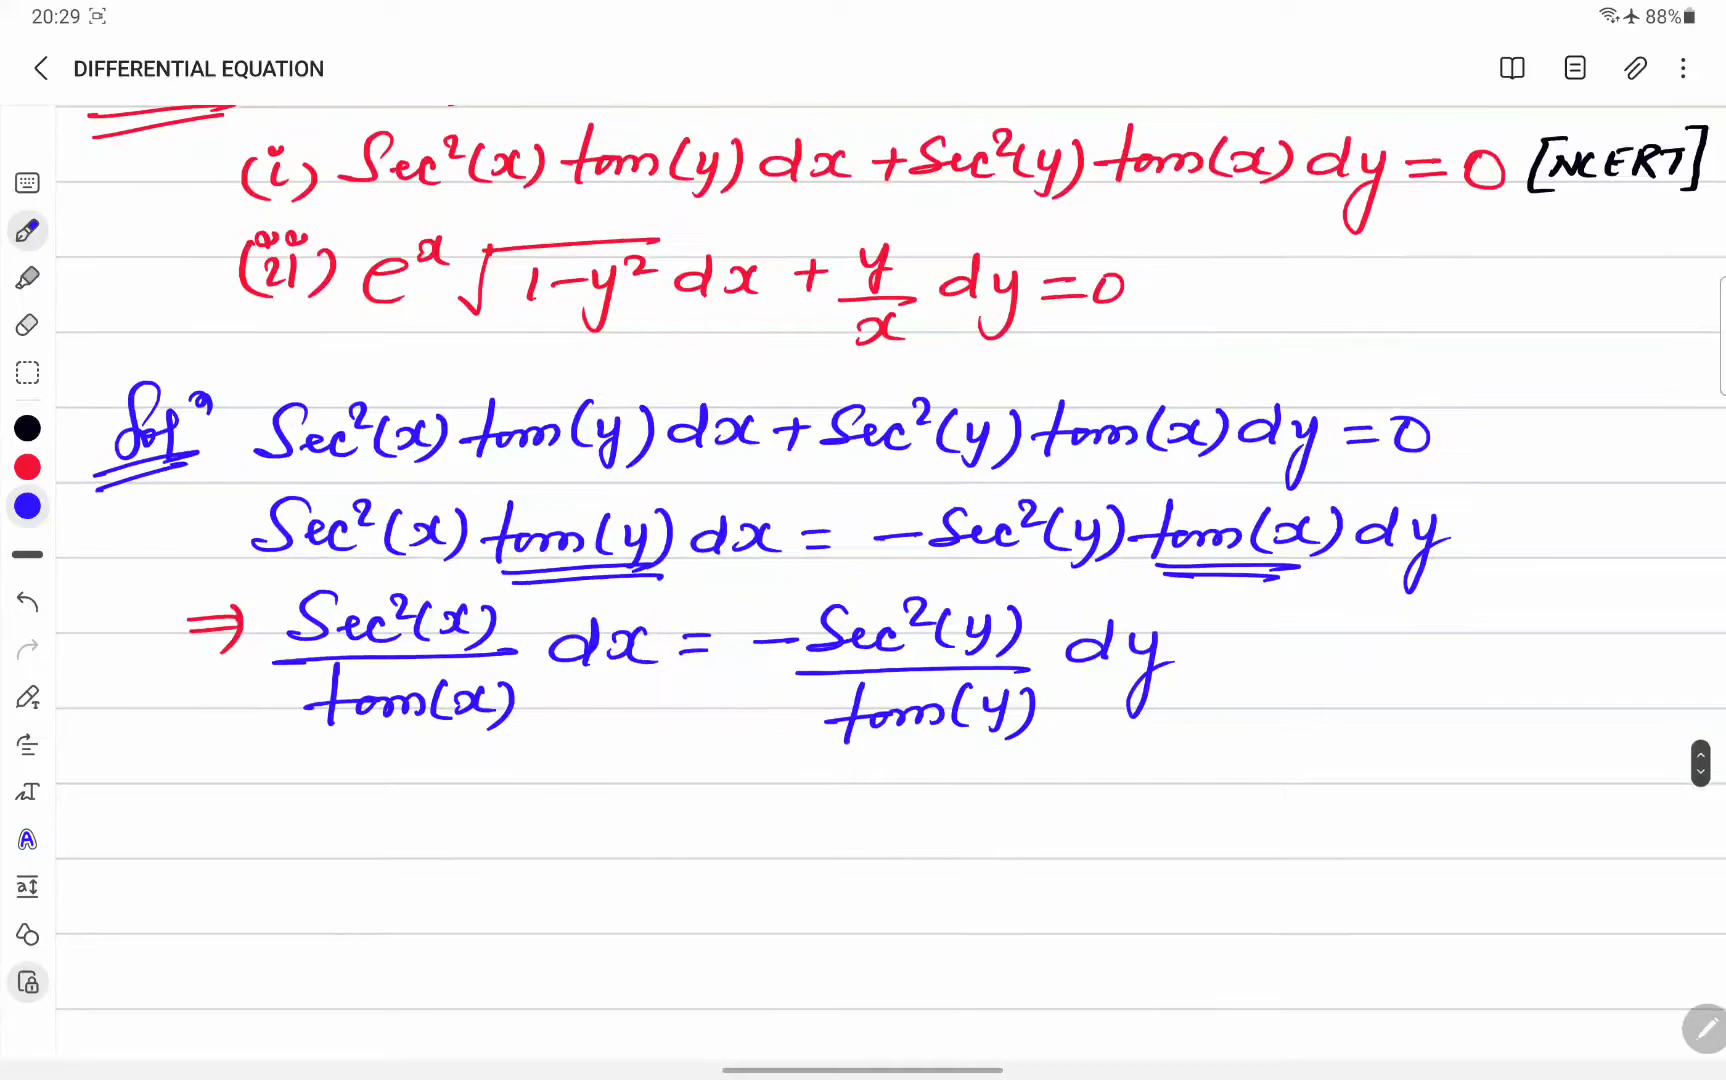 20:29 88%
DIFFERENTIAL EQUATION
(i) Sec²(x) tan(y) dx + Sec²(y) tan(x) dy = 0 [NCERT]
(ii) eˣ √(1-y²) dx + y/x dy = 0
Solⁿ Sec²(x) tan(y) dx + Sec²(y) tan(x) dy = 0
Sec²(x) tan(y) dx = -Sec²(y) tan(x) dy
⇒ Sec²(x)/tan(x) dx = -Sec²(y)/tan(y) dy